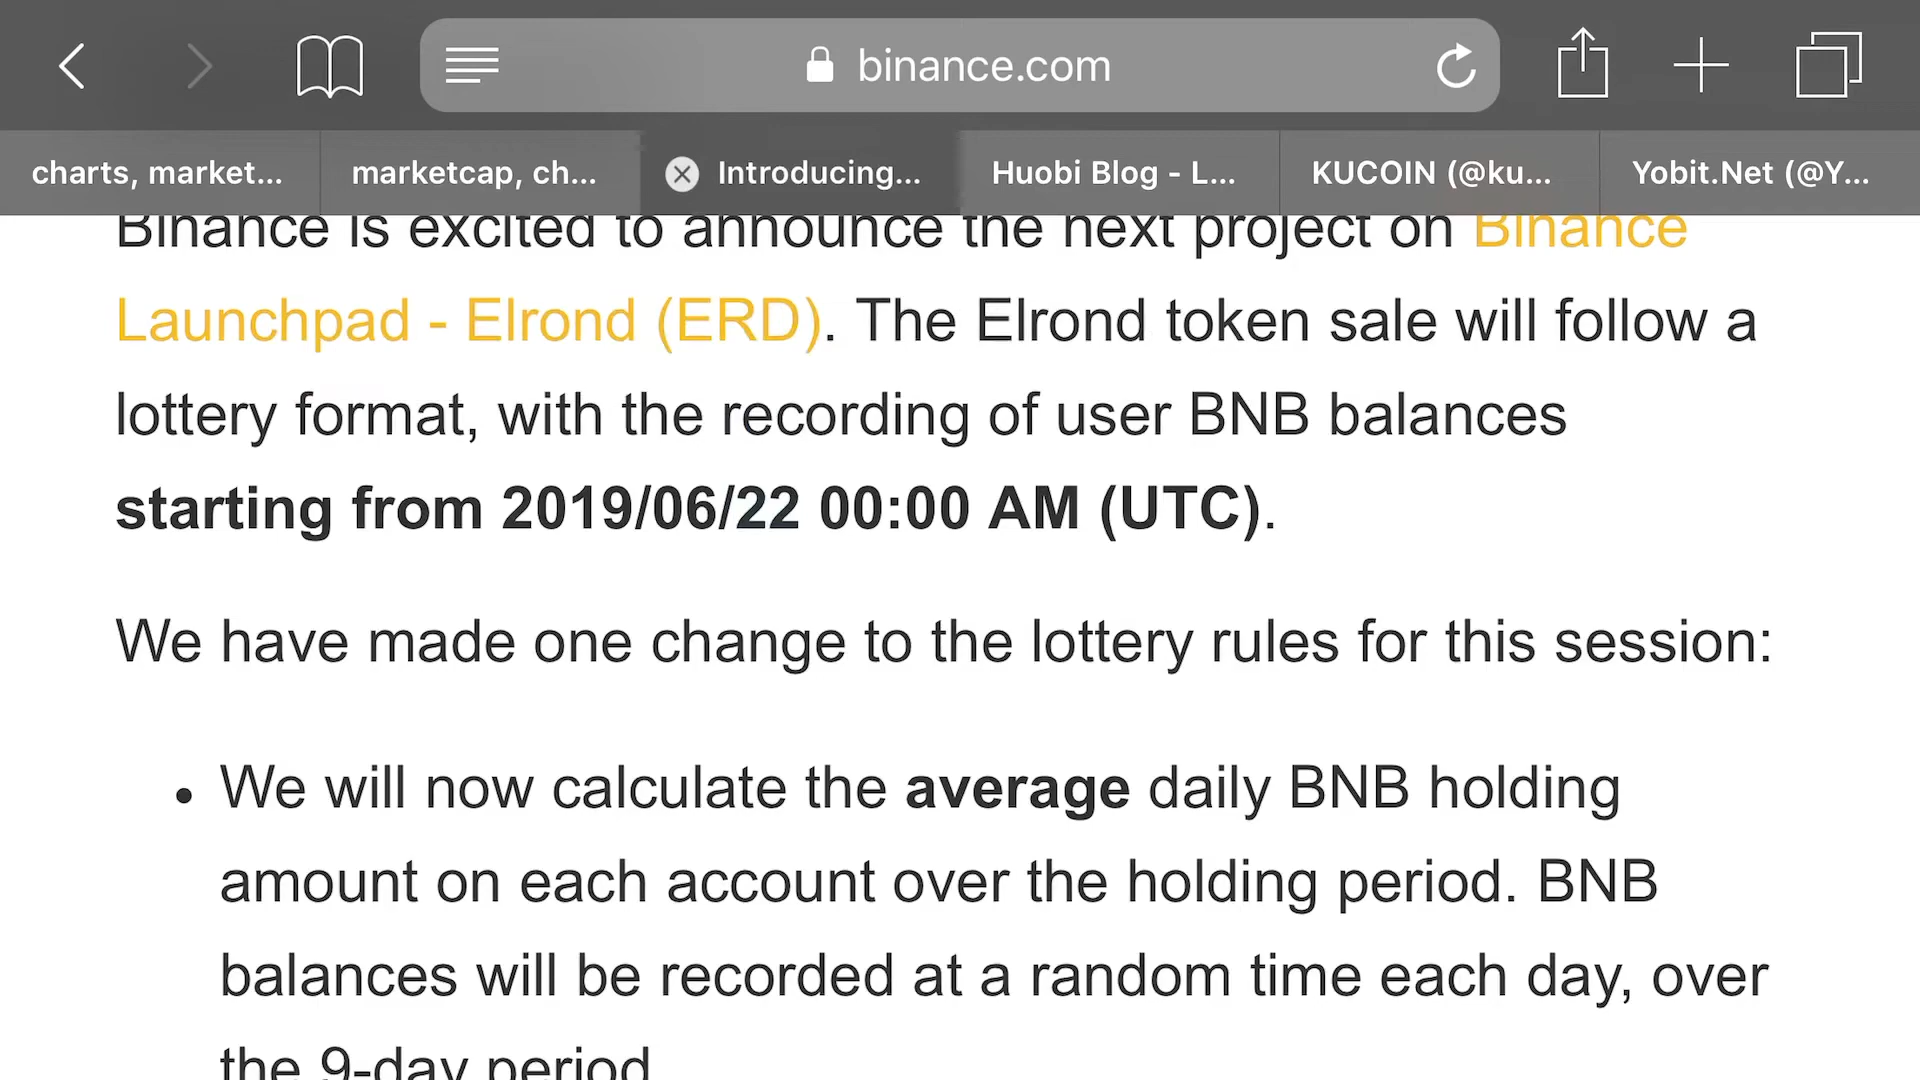 binance.com
charts, market...
marketcap, ch...
Introducing...
Huobi Blog - L...
KUCOIN (@ku...
Yobit.Net (@Y...
Binance is excited to announce the next project on Binance
Launchpad - Elrond (ERD). The Elrond token sale will follow a
lottery format, with the recording of user BNB balances
starting from 2019/06/22 00:00 AM (UTC).
We have made one change to the lottery rules for this session:
• We will now calculate the average daily BNB holding
amount on each account over the holding period. BNB
balances will be recorded at a random time each day, over
the 9-day period